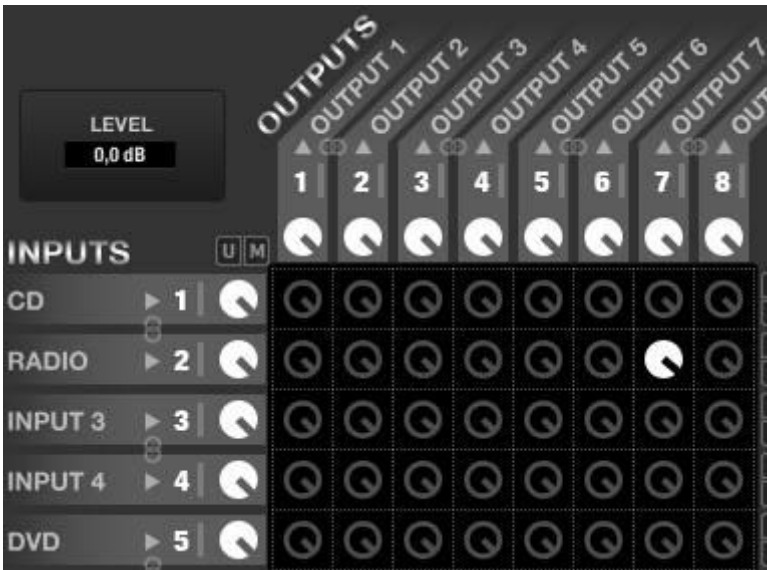 OUTPUTS
OUTPUT 1
OUTPUT 2
OUTPUT 3
OUTPUT 4
OUTPUT 5
OUTPUT 6
OUTPUT 7
OUT
LEVEL
0,0 dB
1 2 3 4 5 6 7 8
INPUTS U M
CD 1
RADIO 2
INPUT 3 3
INPUT 4 4
DVD 5